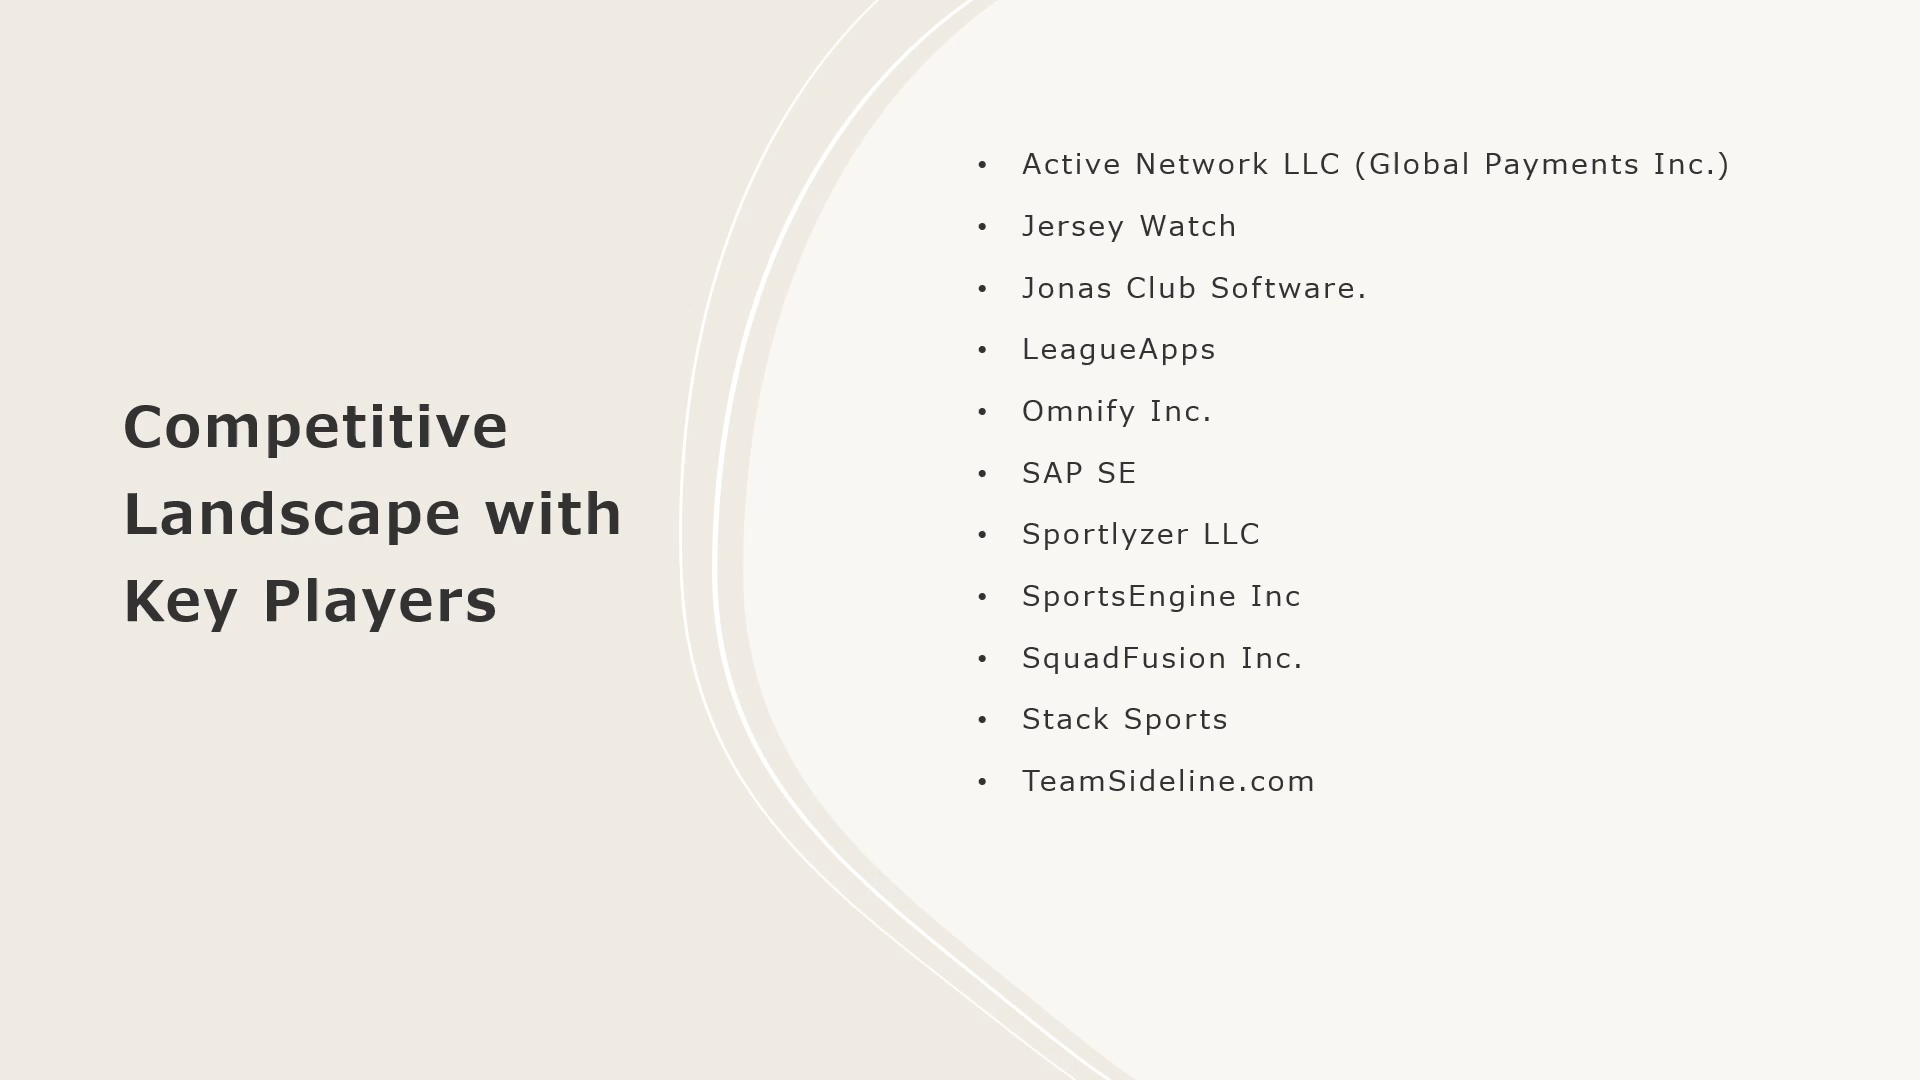 Competitive
Landscape with
Key Players
• Active Network LLC (Global Payments Inc.)
• Jersey Watch
• Jonas Club Software.
• LeagueApps
• Omnify Inc.
• SAP SE
• Sportlyzer LLC
• SportsEngine Inc
• SquadFusion Inc.
• Stack Sports
• TeamSideline.com